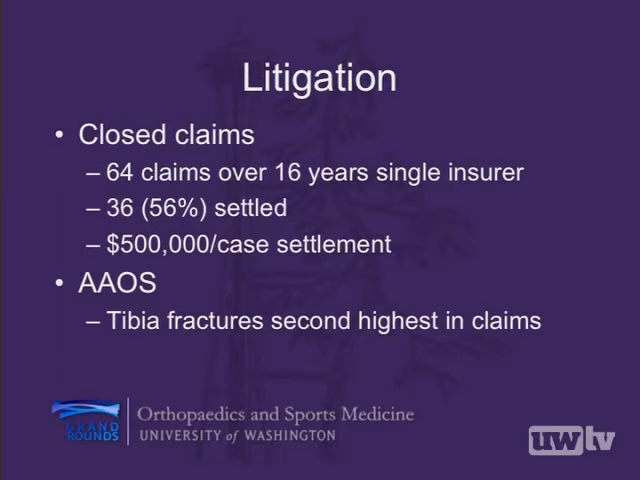 Litigation
• Closed claims
– 64 claims over 16 years single insurer
– 36 (56%) settled
– $500,000/case settlement
• AAOS
– Tibia fractures second highest in claims
GRAND ROUNDS
Orthopaedics and Sports Medicine
UNIVERSITY of WASHINGTON
uwtv